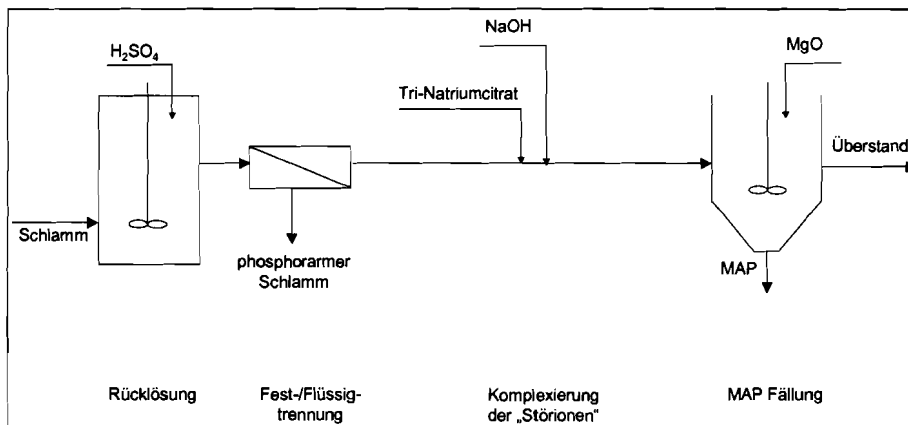 H₂SO₄
NaOH
MgO
Tri-Natriumcitrat
Überstand
Schlamm
phosphorarmer
Schlamm
MAP
Rücklösung
Fest-/Flüssig-
trennung
Komplexierung
der „Störionen"
MAP Fällung